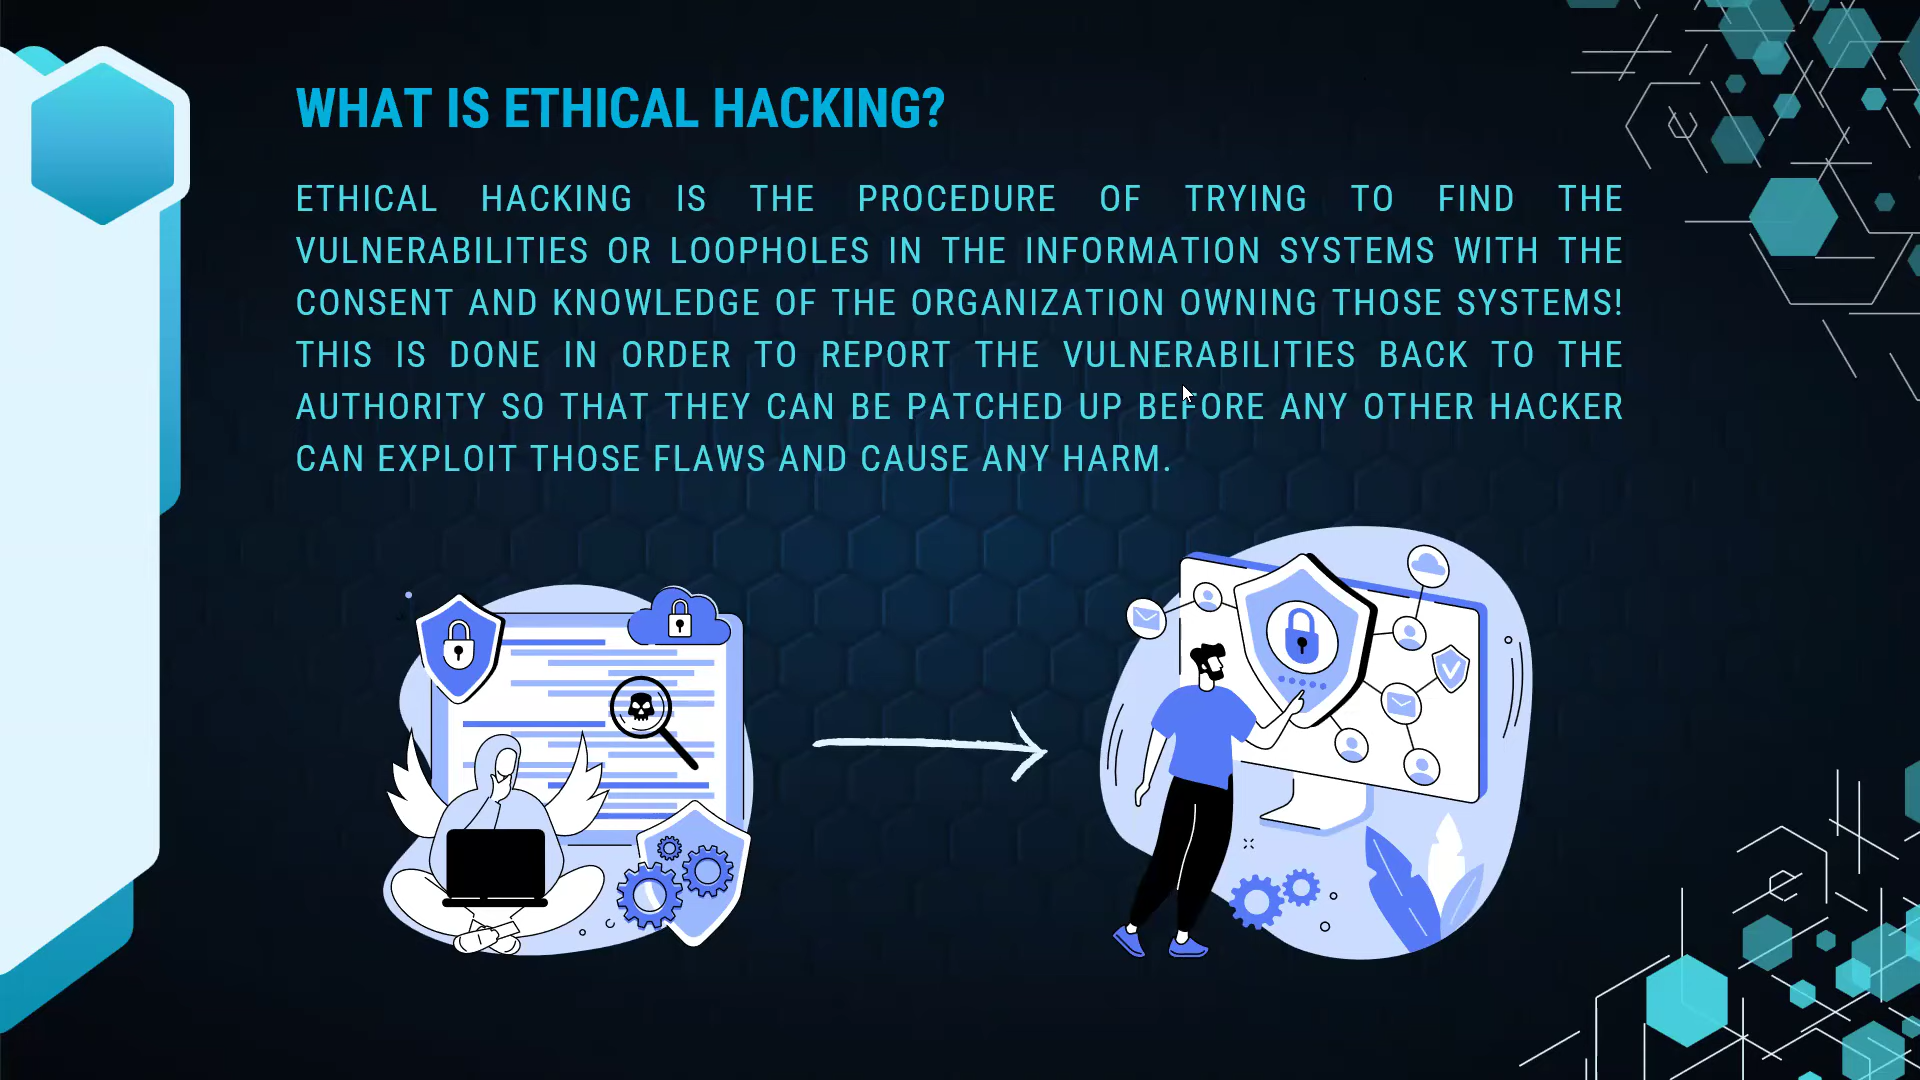 WHAT IS ETHICAL HACKING?
ETHICAL HACKING IS THE PROCEDURE OF TRYING TO FIND THE
VULNERABILITIES OR LOOPHOLES IN THE INFORMATION SYSTEMS WITH THE
CONSENT AND KNOWLEDGE OF THE ORGANIZATION OWNING THOSE SYSTEMS!
THIS IS DONE IN ORDER TO REPORT THE VULNERABILITIES BACK TO THE
AUTHORITY SO THAT THEY CAN BE PATCHED UP BEFORE ANY OTHER HACKER
CAN EXPLOIT THOSE FLAWS AND CAUSE ANY HARM.